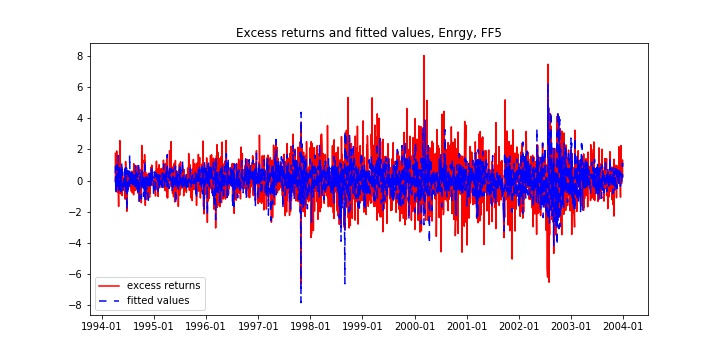 Excess returns and fitted values, Enrgy, FF5
8
6
4
2
0
−2
−4
−6
−8
excess returns
fitted values
1994-01 1995-01 1996-01 1997-01 1998-01 1999-01 2000-01 2001-01 2002-01 2003-01 2004-01